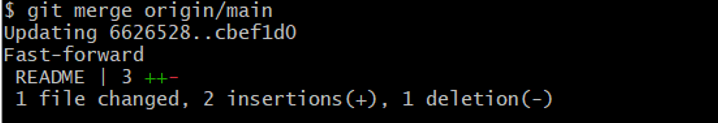 $ git merge origin/main
Updating 6626528..cbef1d0
Fast-forward
 README | 3 ++-
 1 file changed, 2 insertions(+), 1 deletion(-)